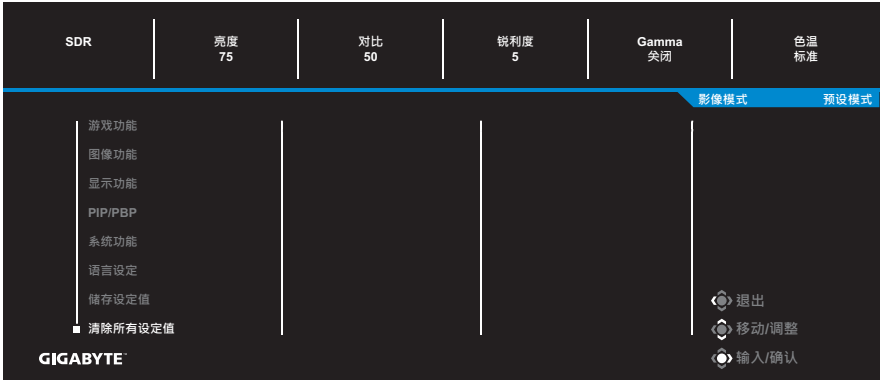 SDR 亮度 对比 锐利度 Gamma 色温
75 50 5 关闭 标准
影像模式 预设模式
游戏功能
图像功能
显示功能
PIP/PBP
系统功能
语言设定
储存设定值
清除所有设定值
退出
移动/调整
输入/确认
GIGABYTE™